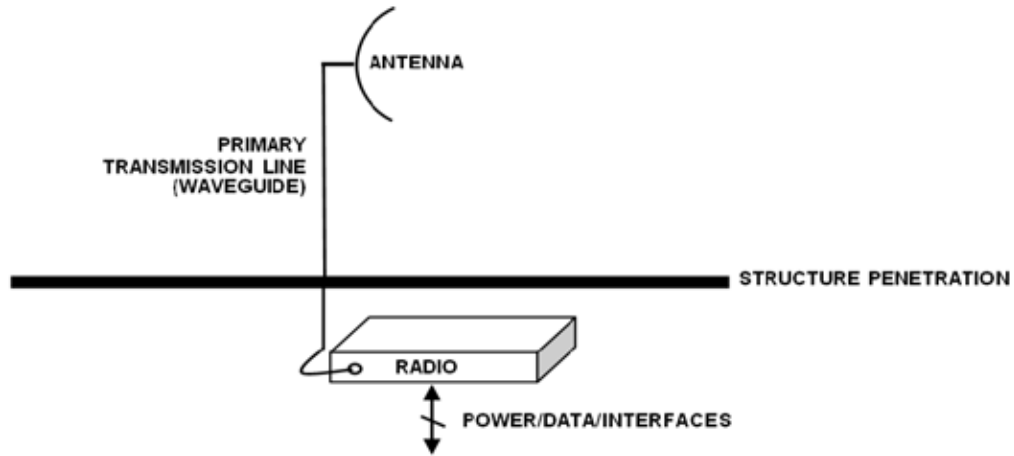 ANTENNA
PRIMARY
TRANSMISSION LINE
(WAVEGUIDE)
STRUCTURE PENETRATION
RADIO
POWER/DATA/INTERFACES